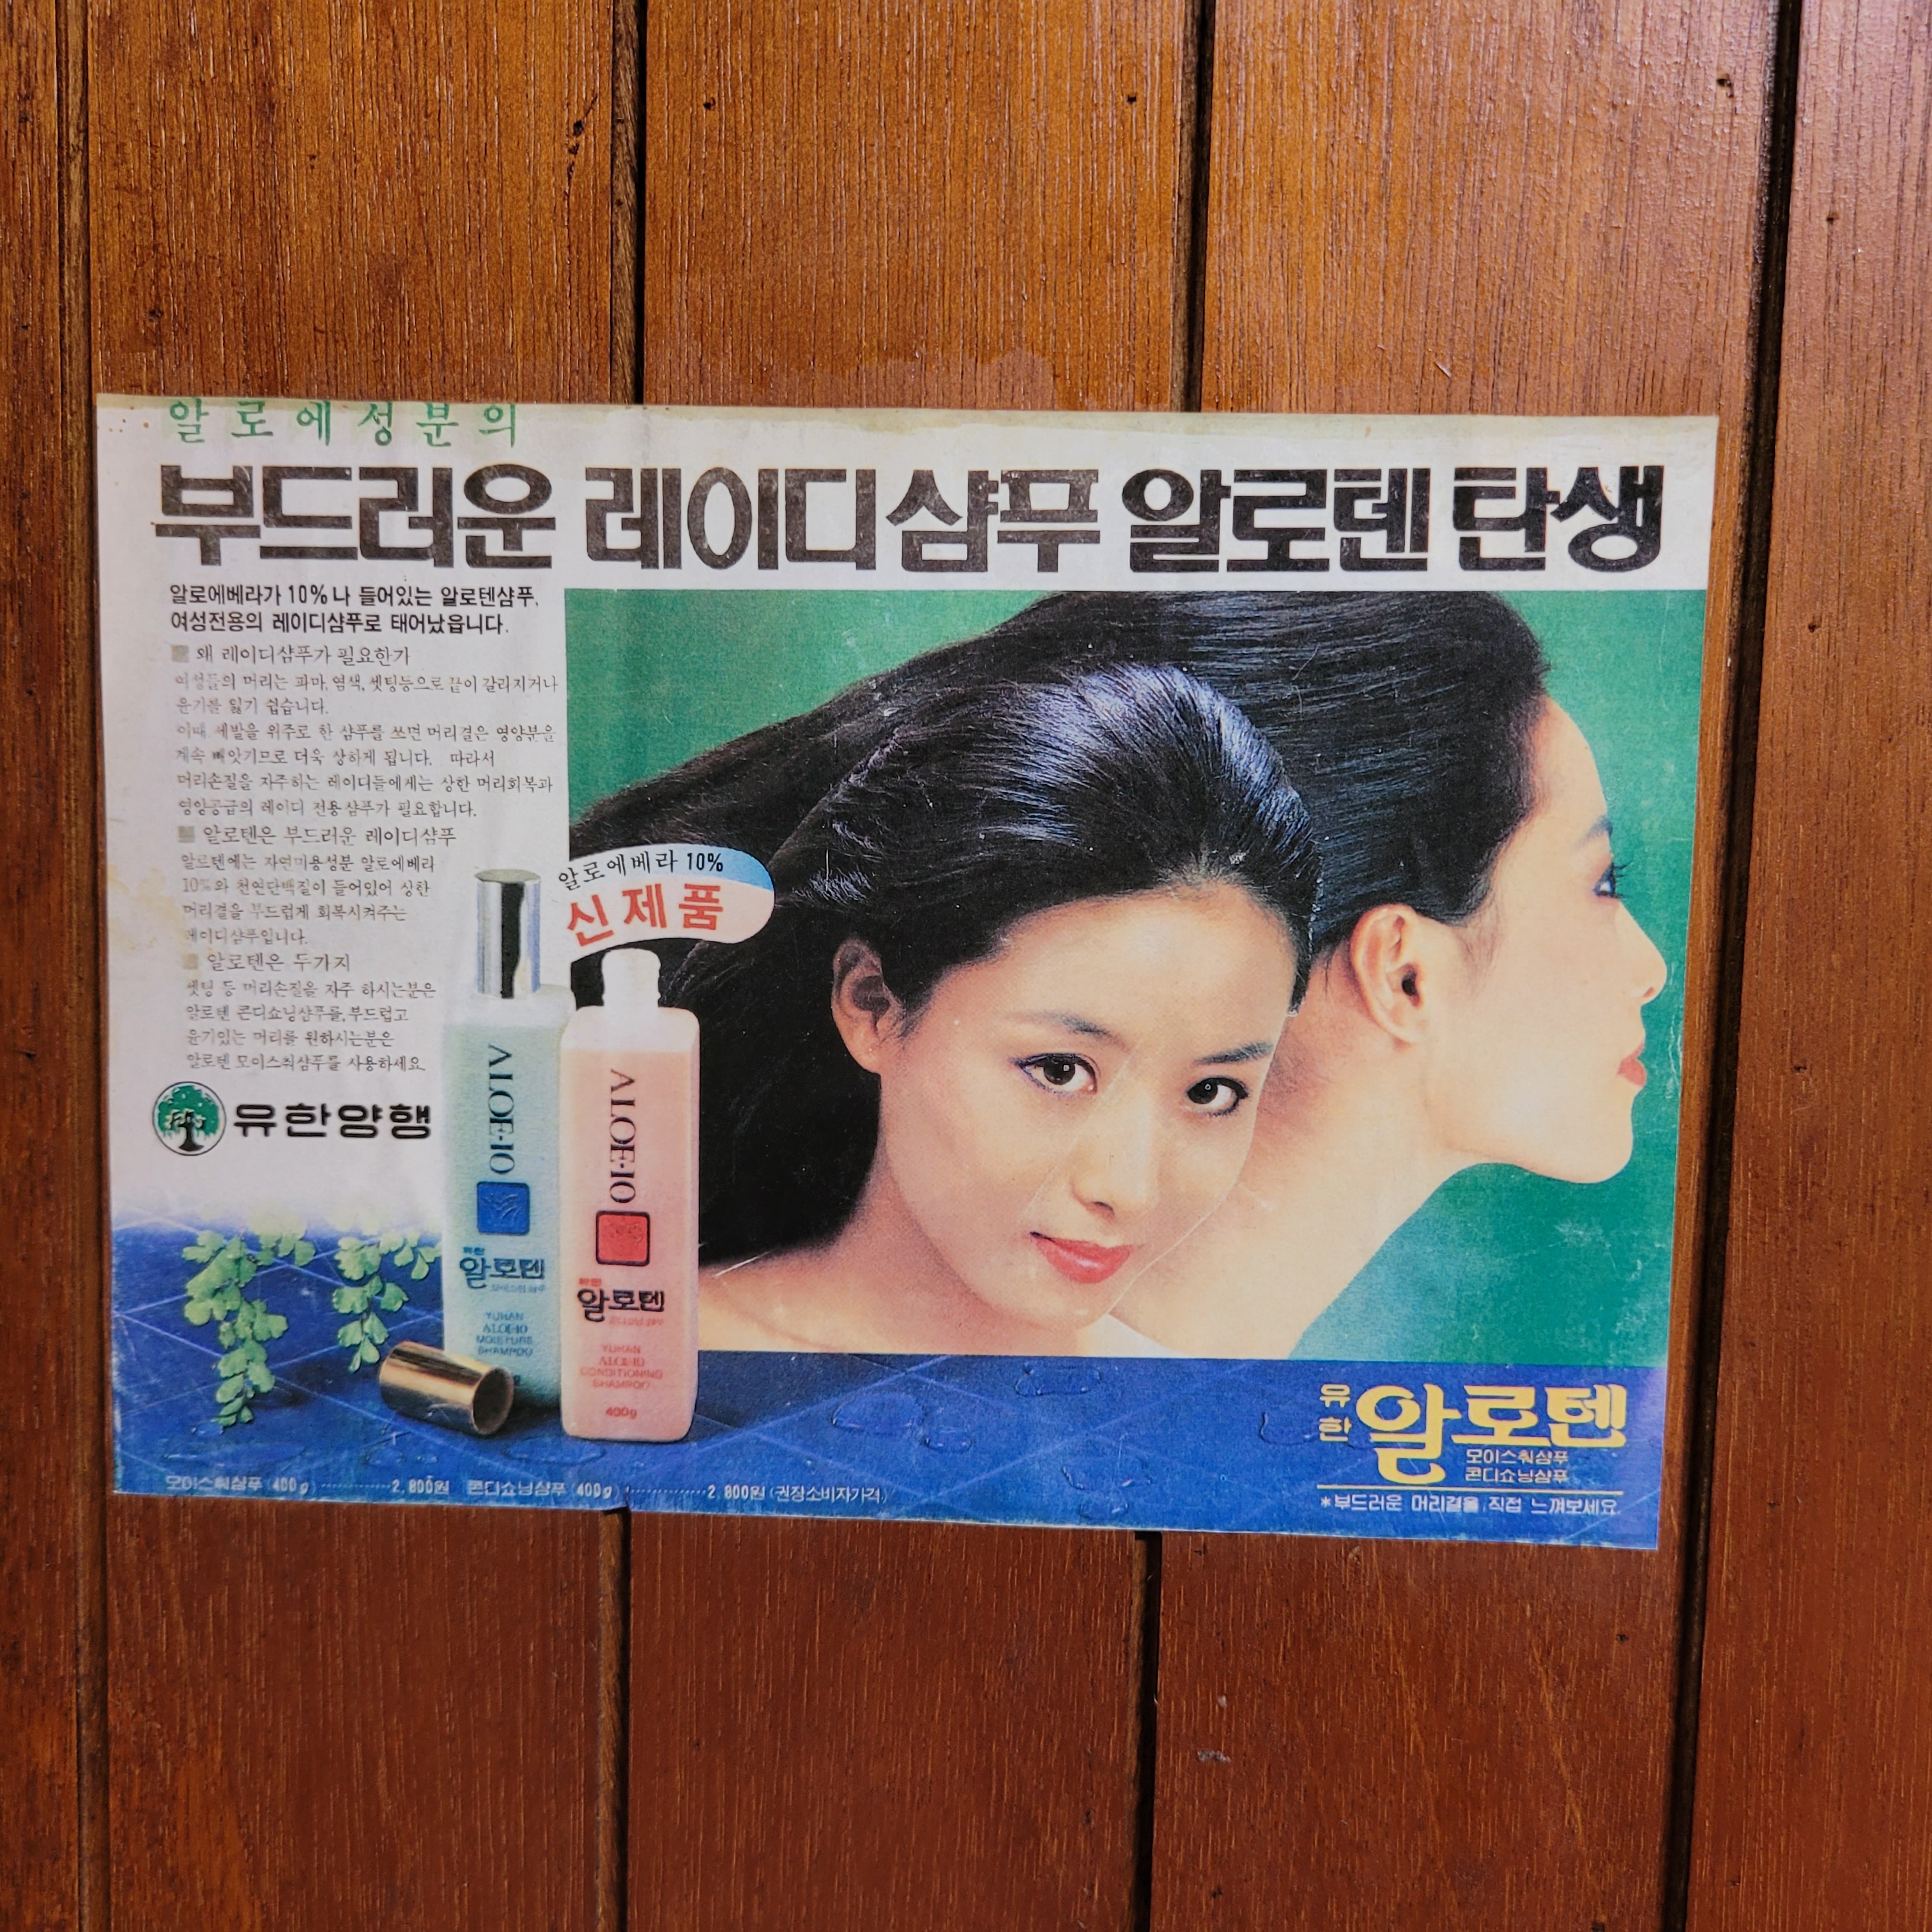 알로에성분의
부드러운 레이디샴푸 알로텐 탄생
알로에베라가 10%나 들어있는 알로텐샴푸,
여성전용의 레이디샴푸로 태어났읍니다.
왜 레이디샴푸가 필요한가
여성들의 머리는 파마, 염색, 셋팅등으로 끝이 갈리지거나
윤기를 잃기 쉽습니다.
이때 세발을 위주로 한 샴푸를 쓰면 머리결은 영양분을
계속 빼앗기므로 더욱 상하게 됩니다. 따라서
머리손질을 자주하는 레이디들에게는 상한 머리회복과
영양공급의 레이디 전용 샴푸가 필요합니다.
알로텐은 부드러운 레이디샴푸
알로텐에는 자연미용성분 알로에베라
10%와 천연단백질이 들어있어 상한
머리결을 부드럽게 회복시켜주는
레이디샴푸입니다.
알로텐은 두가지
셋팅 등 머리손질을 자주 하시는분은
알로텐 콘디쇼닝샴푸를, 부드럽고
윤기있는 머리를 원하시는분은
알로텐 모이스춰샴푸를 사용하세요.
유한양행
알로에베라 10%
신제품
ALOE10
유한
알로텐
YUHAN
ALOE10
MOISTURE
SHAMPOO
ALOE10
유한
알로텐
YUHAN
ALOE10
CONDITIONING
SHAMPOO
400g
유한 알로텐
모이스춰샴푸
콘디쇼닝샴푸
*부드러운 머리결을 직접 느껴보세요
모이스춰샴푸 (400g)············2,800원 콘디쇼닝샴푸 (400g)············2,800원 (권장소비자가격)